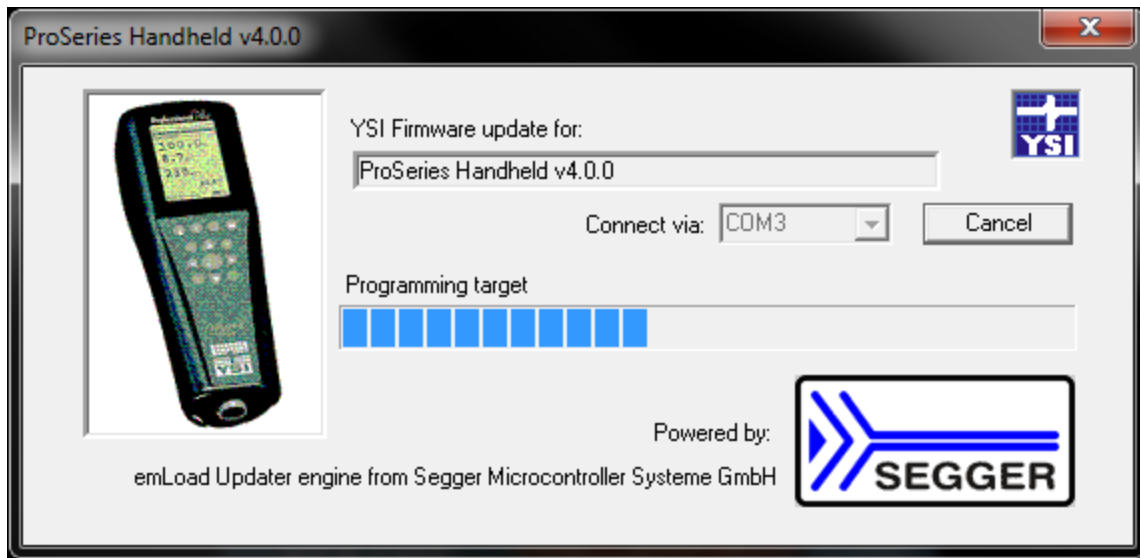 ProSeries Handheld v4.0.0
YSI Firmware update for:
YSI
ProSeries Handheld v4.0.0
Connect via: COM3 Cancel
Programming target
Powered by:
SEGGER
emLoad Updater engine from Segger Microcontroller Systeme GmbH